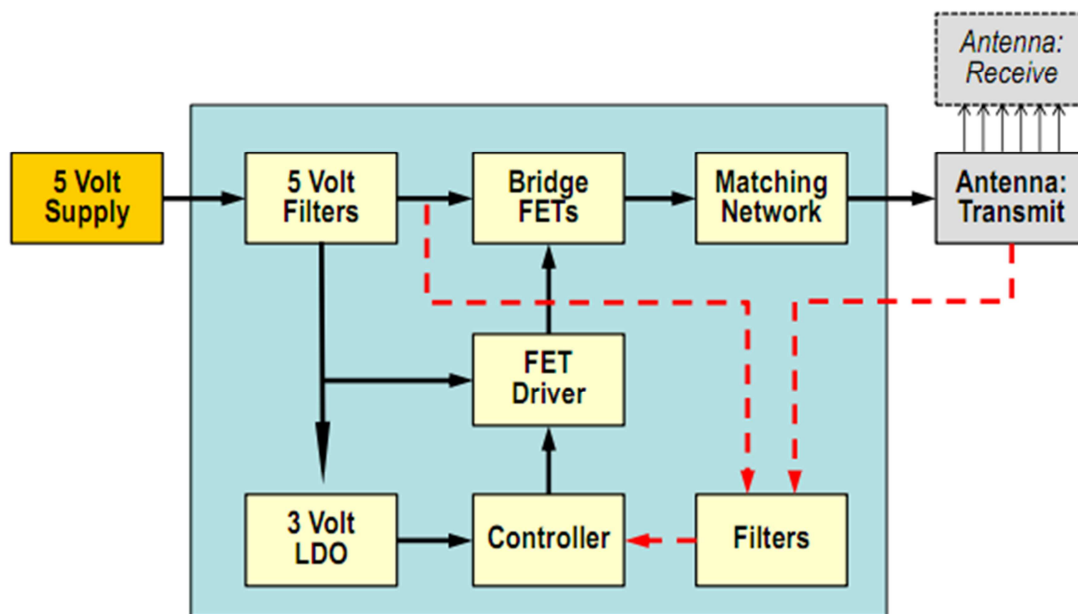 Antenna:
Receive
5 Volt
Supply
5 Volt
Filters
Bridge
FETs
Matching
Network
Antenna:
Transmit
FET
Driver
3 Volt
LDO
Controller
Filters